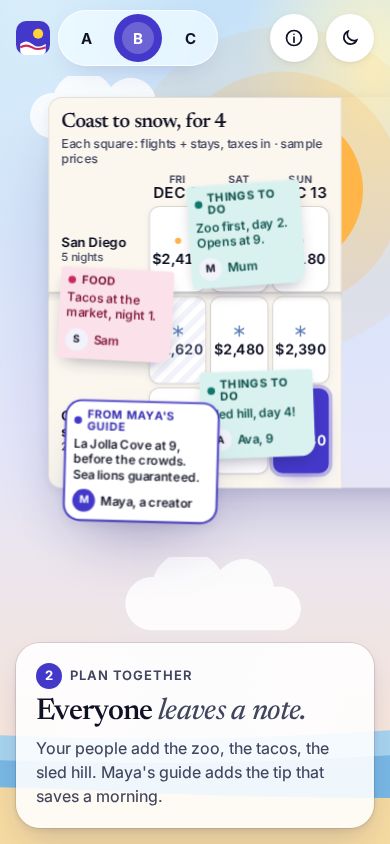 A
B
C
Coast to snow, for 4
Each square: flights + stays, taxes in · sample
prices
FRI
SAT
SUN
DEC
C 13
THINGS TO
DO
Zoo first, day 2.
Opens at 9.
M Mum
San Diego
5 nights
$2,41
80
FOOD
Tacos at the
market, night 1.
S Sam
,620
$2,480
$2,390
THINGS TO
DO
ed hill, day 4!
A Ava, 9
0
FROM MAYA'S
GUIDE
La Jolla Cove at 9,
before the crowds.
Sea lions guaranteed.
M Maya, a creator
2 PLAN TOGETHER
Everyone leaves a note.
Your people add the zoo, the tacos, the
sled hill. Maya's guide adds the tip that
saves a morning.